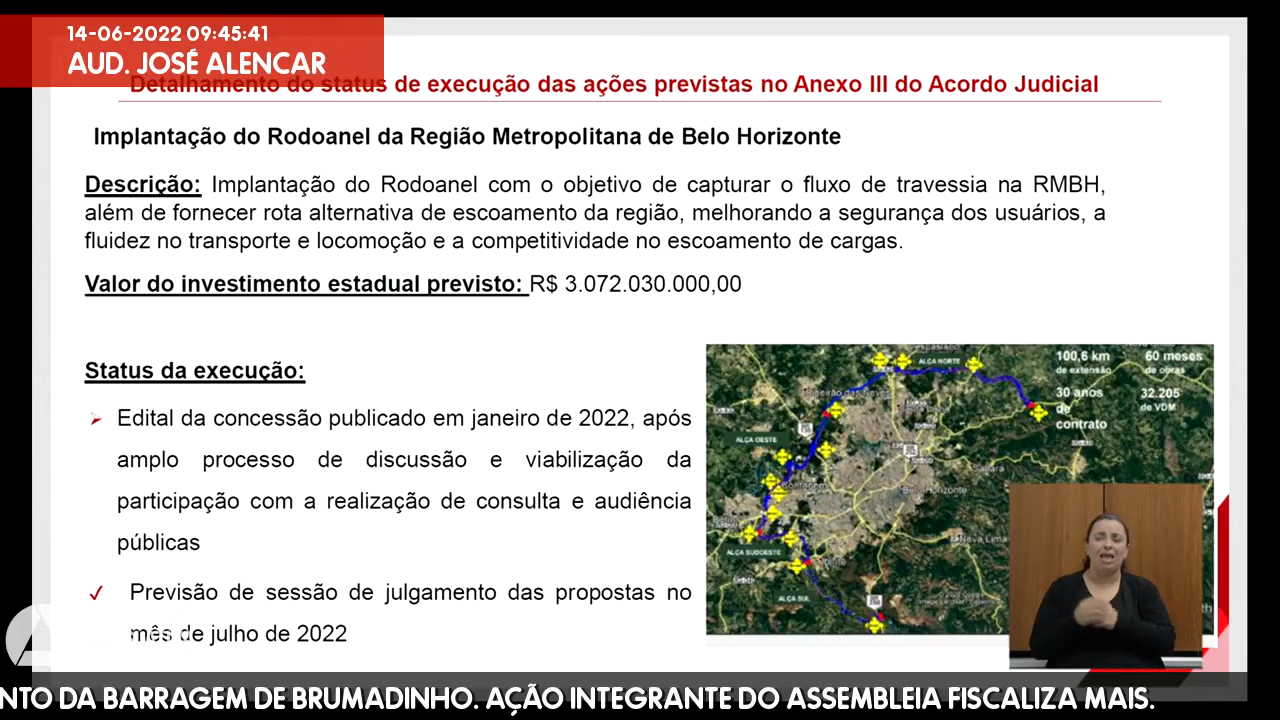 14-06-2022 09:45:41
AUD. JOSÉ ALENCAR
Detalhamento do status de execução das ações previstas no Anexo III do Acordo Judicial
Implantação do Rodoanel da Região Metropolitana de Belo Horizonte
Descrição: Implantação do Rodoanel com o objetivo de capturar o fluxo de travessia na RMBH,
além de fornecer rota alternativa de escoamento da região, melhorando a segurança dos usuários, a
fluidez no transporte e locomoção e a competitividade no escoamento de cargas.
Valor do investimento estadual previsto: R$ 3.072.030.000,00
Status da execução:
Edital da concessão publicado em janeiro de 2022, após
amplo processo de discussão e viabilização da
participação com a realização de consulta e audiência
públicas
Previsão de sessão de julgamento das propostas no
mês de julho de 2022
ALÇA NORTE
100,6 km
de extensão
60 meses
de obras
30 anos
de
contrato
32.205
de VDM
Ribeirão das Neves
ALÇA OESTE
Sabará
Contagem
Belo Horizonte
Nova Lima
ALÇA SUDOESTE
ALÇA SUL
NTO DA BARRAGEM DE BRUMADINHO. AÇÃO INTEGRANTE DO ASSEMBLEIA FISCALIZA MAIS.